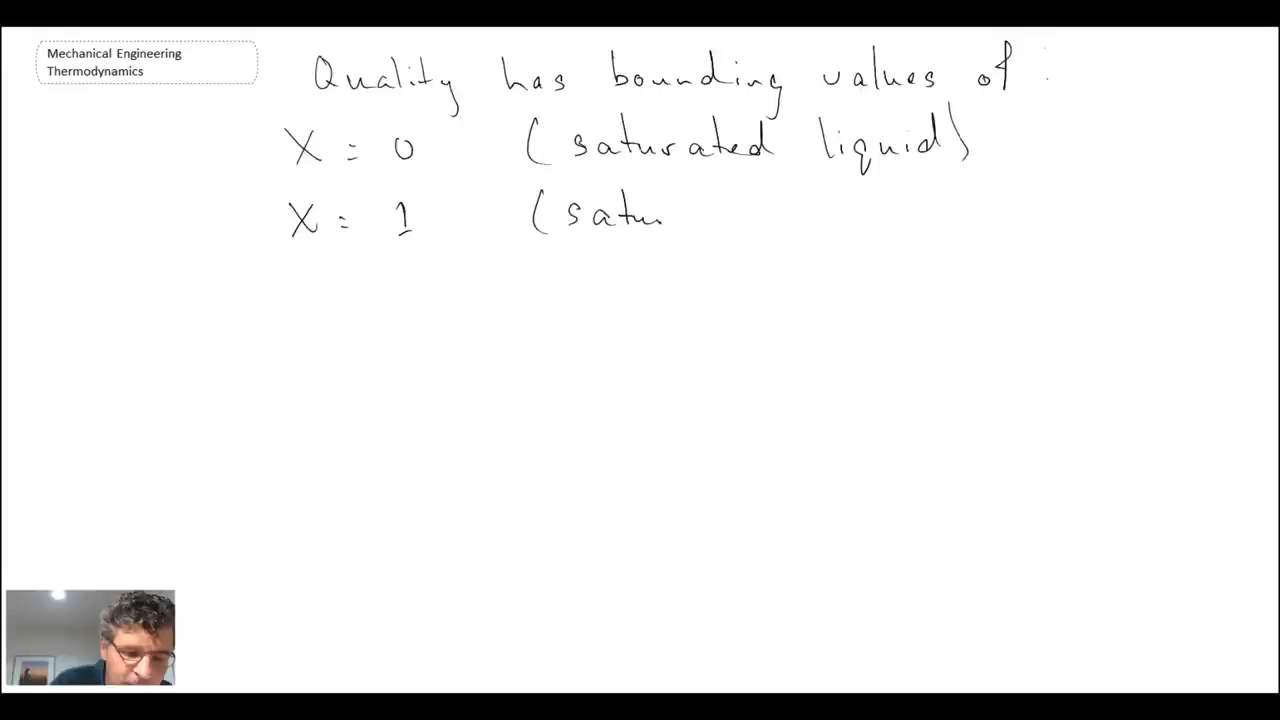 Mechanical Engineering
Thermodynamics
Quality has bounding values of :
X = 0 (saturated liquid)
X = 1 (satu